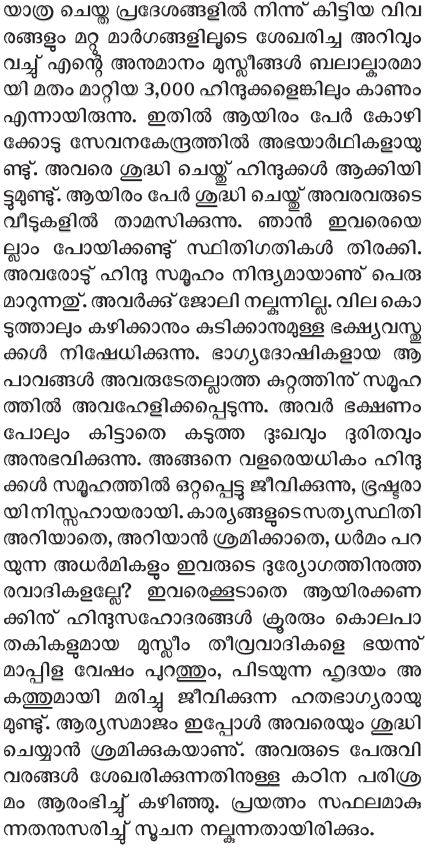 യാത്ര ചെയ്ത പ്രദേശങ്ങളിൽ നിന്നു് കിട്ടിയ വിവ
രങ്ങളും മറ്റു മാർഗങ്ങളിലൂടെ ശേഖരിച്ച അറിവും
വച്ചു് എന്റെ അനുമാനം മുസ്ലീങ്ങൾ ബലാല്ക്കാരമാ
യി മതം മാറ്റിയ 3,000 ഹിന്ദുക്കളെങ്കിലും കാണും
എന്നായിരുന്നു. ഇതിൽ ആയിരം പേർ കോഴി
ക്കോടു സേവനകേന്ദ്രത്തിൽ അഭയാർഥികളായു
ണ്ടു്. അവരെ ശുദ്ധി ചെയ്തു് ഹിന്ദുക്കൾ ആക്കിയി
ട്ടുമുണ്ടു്. ആയിരം പേർ ശുദ്ധി ചെയ്തു് അവരവരുടെ
വീടുകളിൽ താമസിക്കുന്നു. ഞാൻ ഇവരെയെ
ല്ലാം പോയിക്കണ്ടു് സ്ഥിതിഗതികൾ തിരക്കി.
അവരോടു് ഹിന്ദു സമൂഹം നിന്ദ്യമായാണു് പെരു
മാറുന്നതു്. അവർക്കു് ജോലി നല്കുന്നില്ല. വില കൊ
ടുത്താലും കഴിക്കാനും കുടിക്കാനുമുള്ള ഭക്ഷ്യവസ്തു
ക്കൾ നിഷേധിക്കുന്നു. ഭാഗ്യദോഷികളായ ആ
പാവങ്ങൾ അവരുടേതല്ലാത്ത കുറ്റത്തിനു് സമൂഹ
ത്തിൽ അവഹേളിക്കപ്പെടുന്നു. അവർ ഭക്ഷണം
പോലും കിട്ടാതെ കടുത്ത ദുഃഖവും ദുരിതവും
അനുഭവിക്കുന്നു. അങ്ങനെ വളരെയധികം ഹിന്ദു
ക്കൾ സമൂഹത്തിൽ ഒറ്റപ്പെട്ടു ജീവിക്കുന്നു, ഭ്രഷ്ടരാ
യി നിസ്സഹായരായി. കാര്യങ്ങളുടെ സത്യസ്ഥിതി
അറിയാതെ, അറിയാൻ ശ്രമിക്കാതെ, ധർമം പറ
യുന്ന അധർമികളും ഇവരുടെ ദുര്യോഗത്തിനുത്ത
രവാദികളല്ലേ? ഇവരെക്കൂടാതെ ആയിരക്കണ
ക്കിനു് ഹിന്ദുസഹോദരങ്ങൾ ക്രൂരരും കൊലപാ
തകികളുമായ മുസ്ലീം തീവ്രവാദികളെ ഭയന്നു്
മാപ്പിള വേഷം പുറത്തും, പിടയുന്ന ഹൃദയം അ
കത്തുമായി മരിച്ചു ജീവിക്കുന്ന ഹതഭാഗ്യരായു
മുണ്ടു്. ആര്യസമാജം ഇപ്പോൾ അവരെയും ശുദ്ധി
ചെയ്യാൻ ശ്രമിക്കുകയാണു്. അവരുടെ പേരുവി
വരങ്ങൾ ശേഖരിക്കുന്നതിനുള്ള കഠിന പരിശ്ര
മം ആരംഭിച്ചു് കഴിഞ്ഞു. പ്രയത്നം സഫലമാകു
ന്നതനുസരിച്ചു് സൂചന നല്കുന്നതായിരിക്കും.